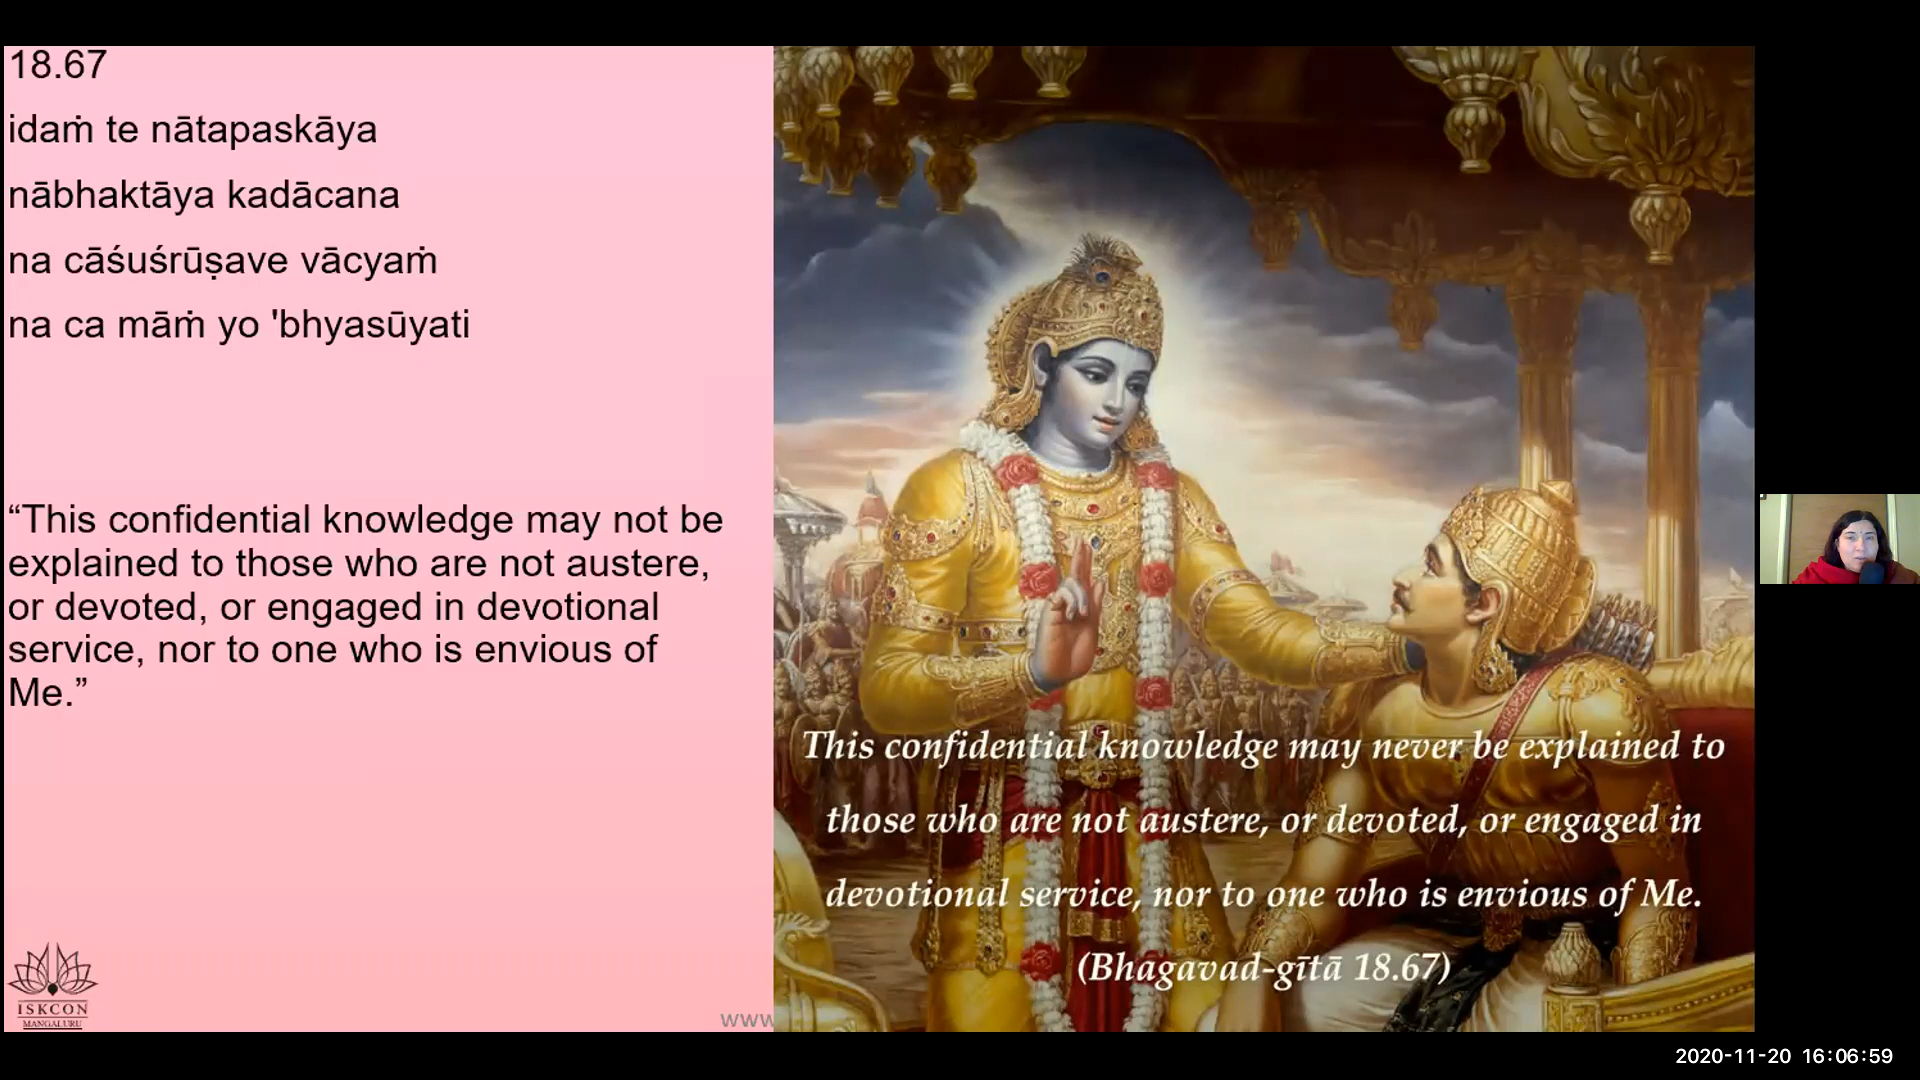 18.67
idaṁ te nātapaskāya
nābhaktāya kadācana
na cāśuśrūṣave vācyaṁ
na ca māṁ yo 'bhyasūyati
“This confidential knowledge may not be
explained to those who are not austere,
or devoted, or engaged in devotional
service, nor to one who is envious of
Me.”
ISKCON
MANGALURU
www
This confidential knowledge may never be explained to
those who are not austere, or devoted, or engaged in
devotional service, nor to one who is envious of Me.
(Bhagavad-gītā 18.67)
2020-11-20 16:06:59